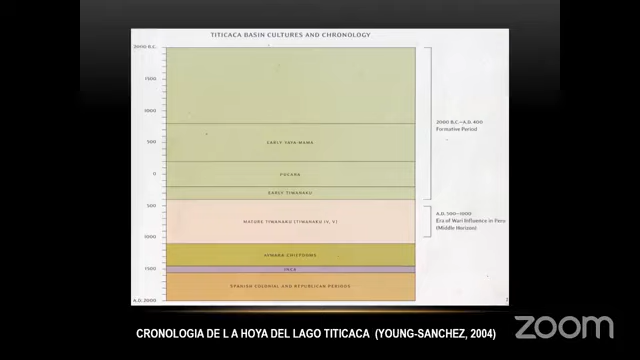 TITICACA BASIN CULTURES AND CHRONOLOGY
2000 B.C.
1500
1000
500
0
500
1000
1500
A.D. 2000
EARLY YAYA-MAMA
PUCARA
EARLY TIWANAKU
MATURE TIWANAKU (TIWANAKU IV, V)
AYMARA CHIEFDOMS
INCA
SPANISH COLONIAL AND REPUBLICAN PERIODS
2000 B.C.–A.D. 400
Formative Period
A.D. 500–1000
Era of Wari Influence in Peru
(Middle Horizon)
CRONOLOGIA DE L A HOYA DEL LAGO TITICACA (YOUNG-SANCHEZ, 2004)
zoom